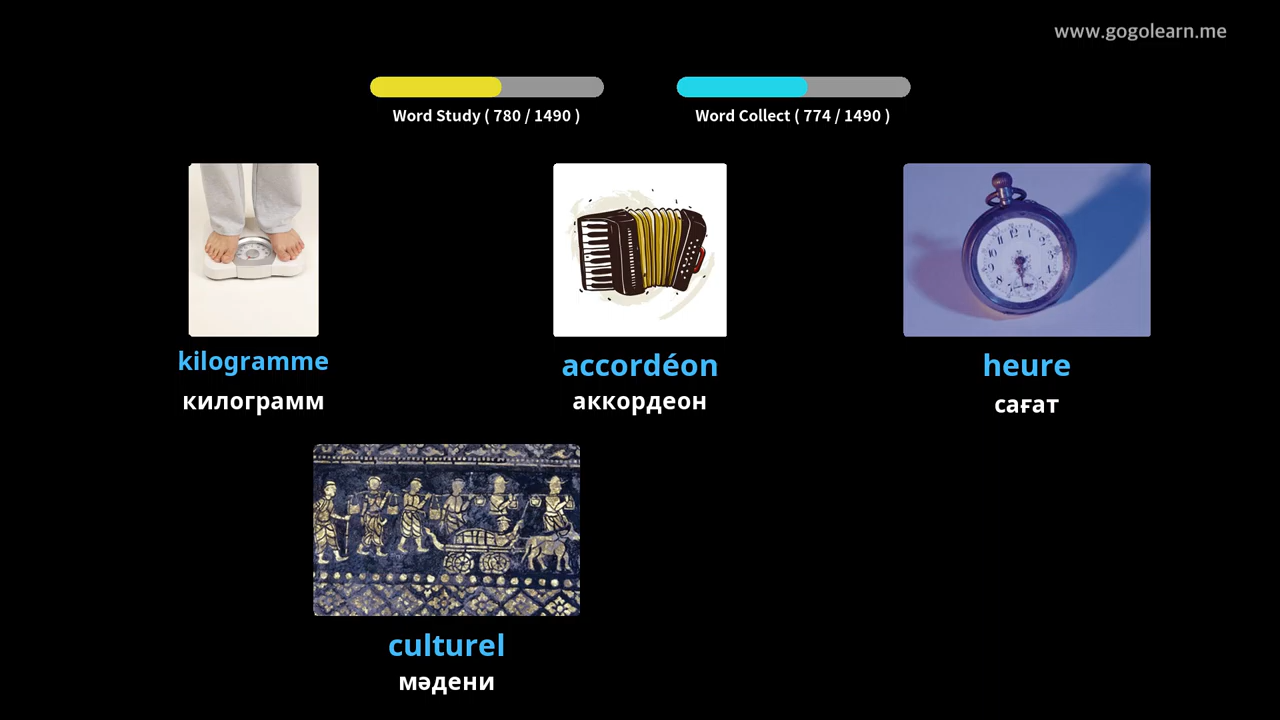 www.gogolearn.me
Word Study ( 780 / 1490 )
Word Collect ( 774 / 1490 )
kilogramme
килограмм
accordéon
аккордеон
heure
сағат
culturel
мәдени